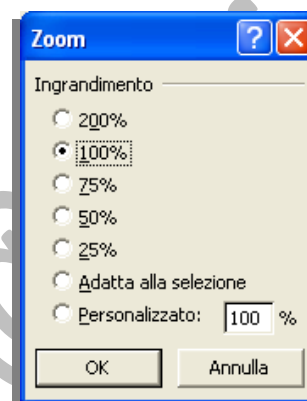 Zoom ?
Ingrandimento
200%
100%
75%
50%
25%
Adatta alla selezione
Personalizzato: 100 %
OK Annulla